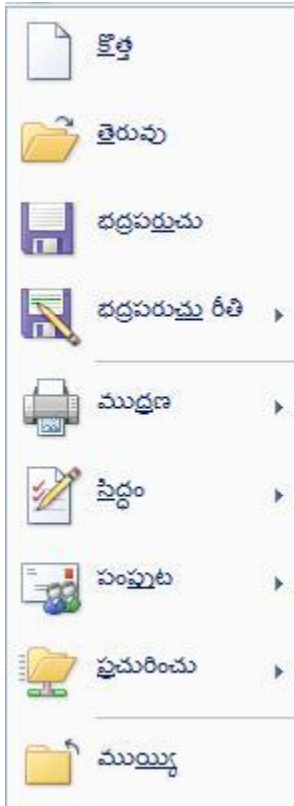 కొత్త
తెరువు
భద్రపరుచు
భద్రపరుచు రీతి
ముద్రణ
సిద్ధం
పంప్పుట
ప్రచురించు
ముయ్యి